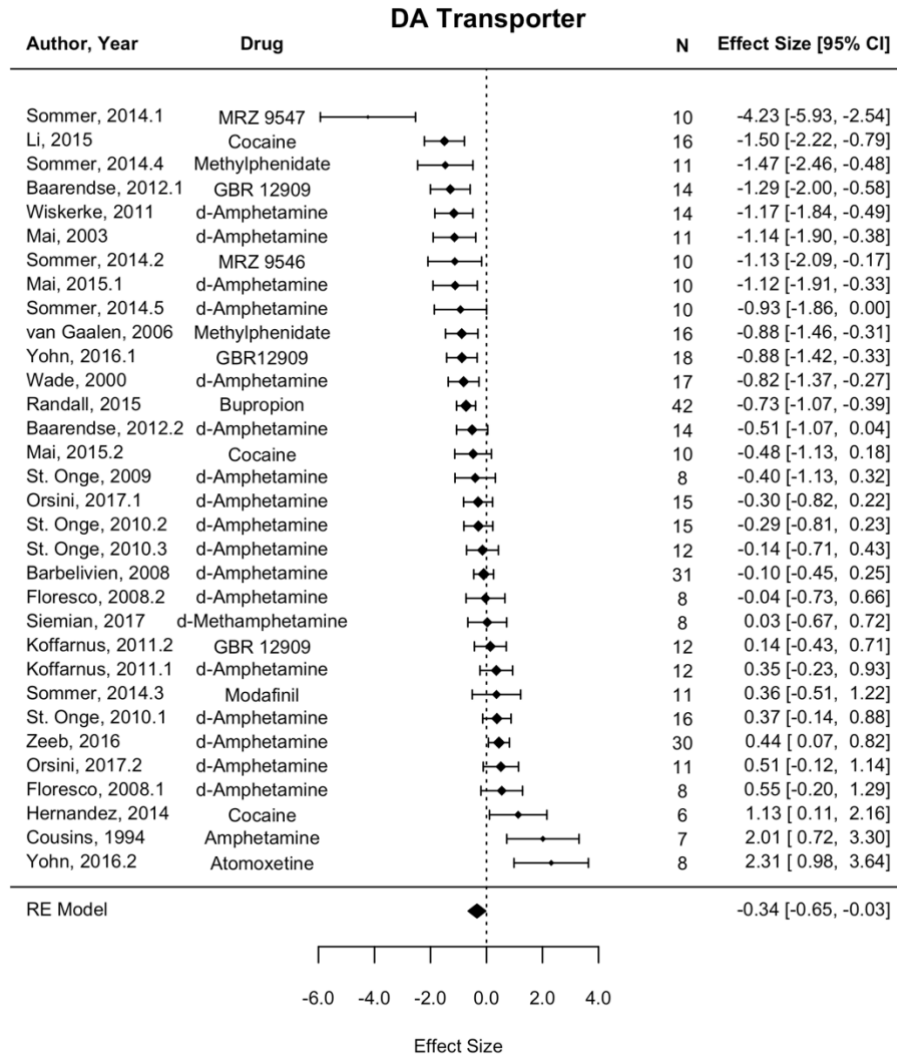 DA Transporter
Author, Year Drug N Effect Size [95% CI]
Sommer, 2014.1 MRZ 9547 10 -4.23 [-5.93, -2.54]
Li, 2015 Cocaine 16 -1.50 [-2.22, -0.79]
Sommer, 2014.4 Methylphenidate 11 -1.47 [-2.46, -0.48]
Baarendse, 2012.1 GBR 12909 14 -1.29 [-2.00, -0.58]
Wiskerke, 2011 d-Amphetamine 14 -1.17 [-1.84, -0.49]
Mai, 2003 d-Amphetamine 11 -1.14 [-1.90, -0.38]
Sommer, 2014.2 MRZ 9546 10 -1.13 [-2.09, -0.17]
Mai, 2015.1 d-Amphetamine 10 -1.12 [-1.91, -0.33]
Sommer, 2014.5 d-Amphetamine 10 -0.93 [-1.86, 0.00]
van Gaalen, 2006 Methylphenidate 16 -0.88 [-1.46, -0.31]
Yohn, 2016.1 GBR12909 18 -0.88 [-1.42, -0.33]
Wade, 2000 d-Amphetamine 17 -0.82 [-1.37, -0.27]
Randall, 2015 Bupropion 42 -0.73 [-1.07, -0.39]
Baarendse, 2012.2 d-Amphetamine 14 -0.51 [-1.07, 0.04]
Mai, 2015.2 Cocaine 10 -0.48 [-1.13, 0.18]
St. Onge, 2009 d-Amphetamine 8 -0.40 [-1.13, 0.32]
Orsini, 2017.1 d-Amphetamine 15 -0.30 [-0.82, 0.22]
St. Onge, 2010.2 d-Amphetamine 15 -0.29 [-0.81, 0.23]
St. Onge, 2010.3 d-Amphetamine 12 -0.14 [-0.71, 0.43]
Barbelivien, 2008 d-Amphetamine 31 -0.10 [-0.45, 0.25]
Floresco, 2008.2 d-Amphetamine 8 -0.04 [-0.73, 0.66]
Siemian, 2017 d-Methamphetamine 8 0.03 [-0.67, 0.72]
Koffarnus, 2011.2 GBR 12909 12 0.14 [-0.43, 0.71]
Koffarnus, 2011.1 d-Amphetamine 12 0.35 [-0.23, 0.93]
Sommer, 2014.3 Modafinil 11 0.36 [-0.51, 1.22]
St. Onge, 2010.1 d-Amphetamine 16 0.37 [-0.14, 0.88]
Zeeb, 2016 d-Amphetamine 30 0.44 [ 0.07, 0.82]
Orsini, 2017.2 d-Amphetamine 11 0.51 [-0.12, 1.14]
Floresco, 2008.1 d-Amphetamine 8 0.55 [-0.20, 1.29]
Hernandez, 2014 Cocaine 6 1.13 [ 0.11, 2.16]
Cousins, 1994 Amphetamine 7 2.01 [ 0.72, 3.30]
Yohn, 2016.2 Atomoxetine 8 2.31 [ 0.98, 3.64]
RE Model -0.34 [-0.65, -0.03]
-6.0 -4.0 -2.0 0.0 2.0 4.0
Effect Size